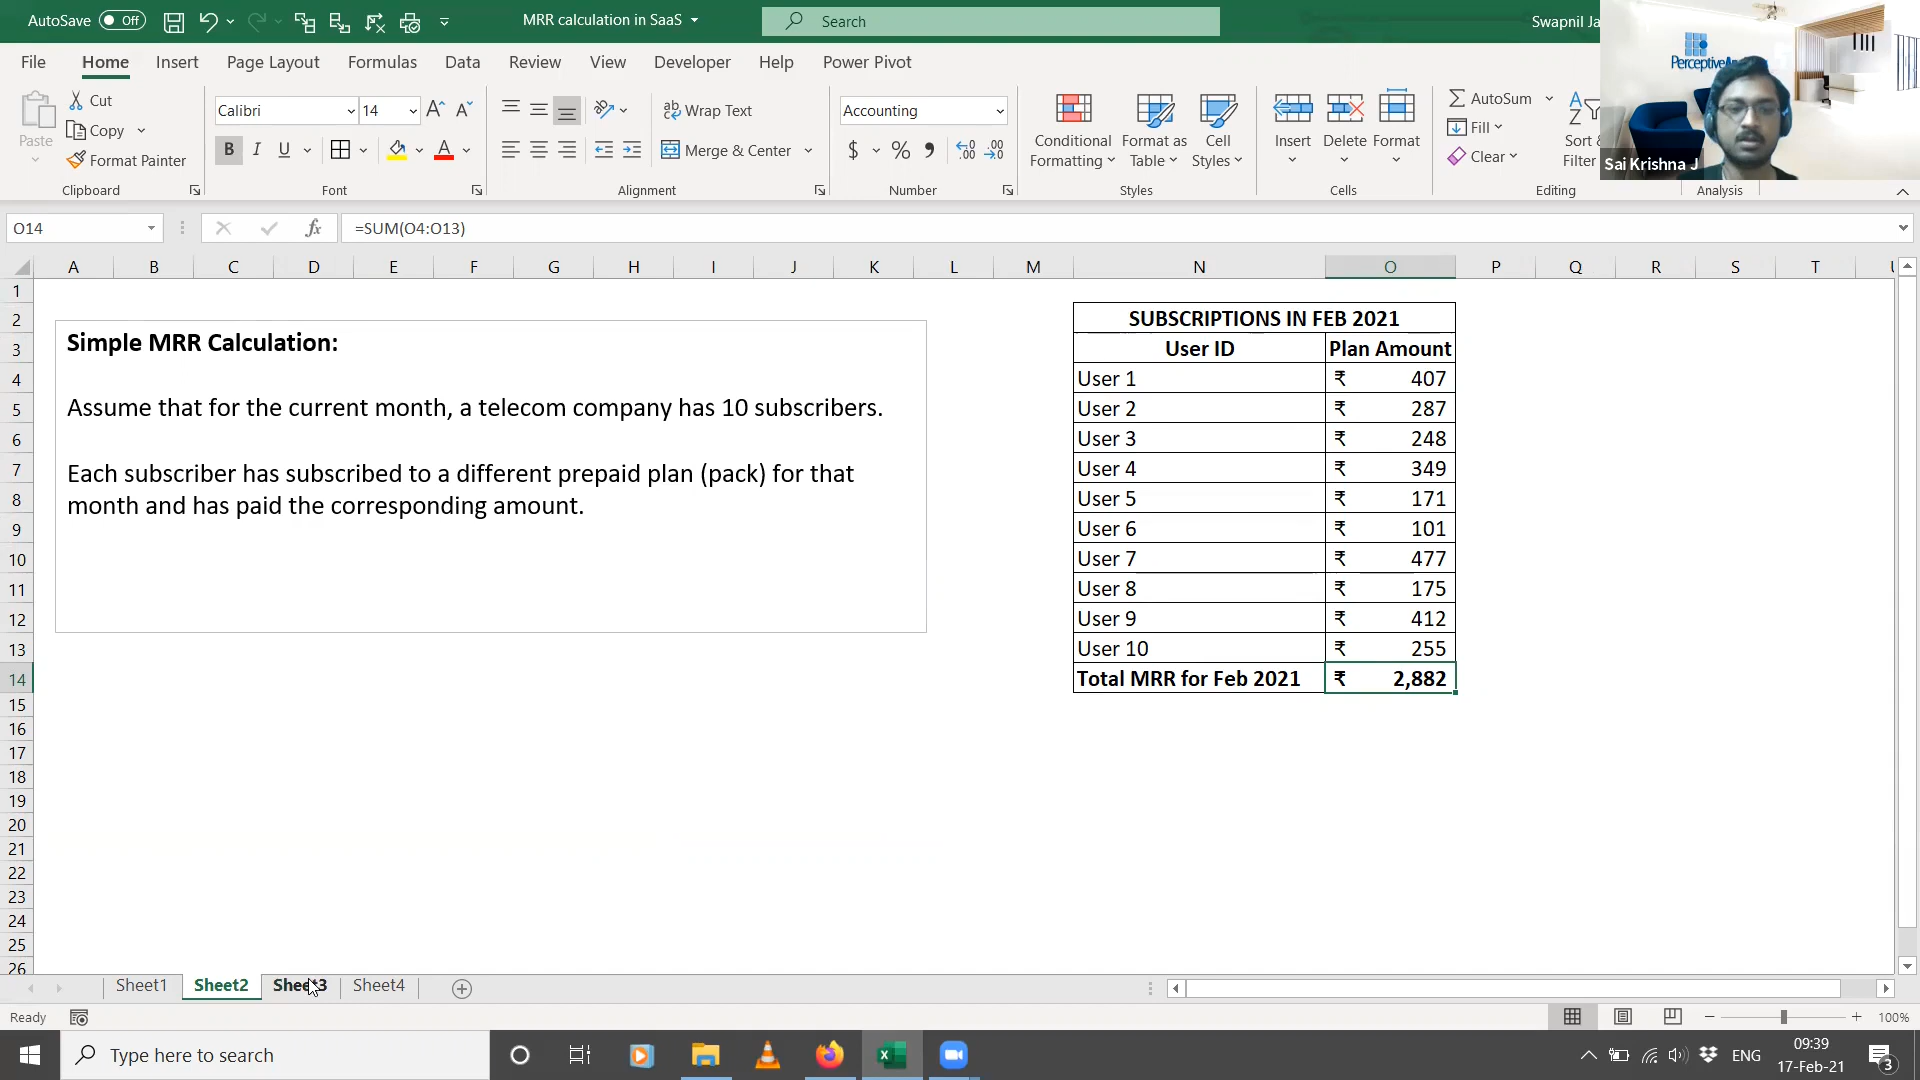 AutoSave Off
MRR calculation in SaaS
Search
Swapnil Ja
File Home Insert Page Layout Formulas Data Review View Developer Help Power Pivot
Paste
Cut
Copy
Format Painter
Clipboard
Calibri 14
B I U
Font
Wrap Text
Merge & Center
Alignment
Accounting
$ % ,
Number
Conditional Formatting
Format as Table
Cell Styles
Styles
Insert
Delete
Format
Cells
AutoSum
Fill
Clear
Sort &
Filter
Editing
Analysis
Sai Krishna J
O14
fx
=SUM(O4:O13)
A B C D E F G H I J K L M N O P Q R S T
1
2
3
4
5
6
7
8
9
10
11
12
13
14
15
16
17
18
19
20
21
22
23
24
25
26
Simple MRR Calculation:
Assume that for the current month, a telecom company has 10 subscribers.
Each subscriber has subscribed to a different prepaid plan (pack) for that
month and has paid the corresponding amount.
SUBSCRIPTIONS IN FEB 2021
User ID Plan Amount
User 1 ₹ 407
User 2 ₹ 287
User 3 ₹ 248
User 4 ₹ 349
User 5 ₹ 171
User 6 ₹ 101
User 7 ₹ 477
User 8 ₹ 175
User 9 ₹ 412
User 10 ₹ 255
Total MRR for Feb 2021 ₹ 2,882
Sheet1 Sheet2 Sheet3 Sheet4
Ready
100%
Type here to search
ENG
09:39
17-Feb-21
3